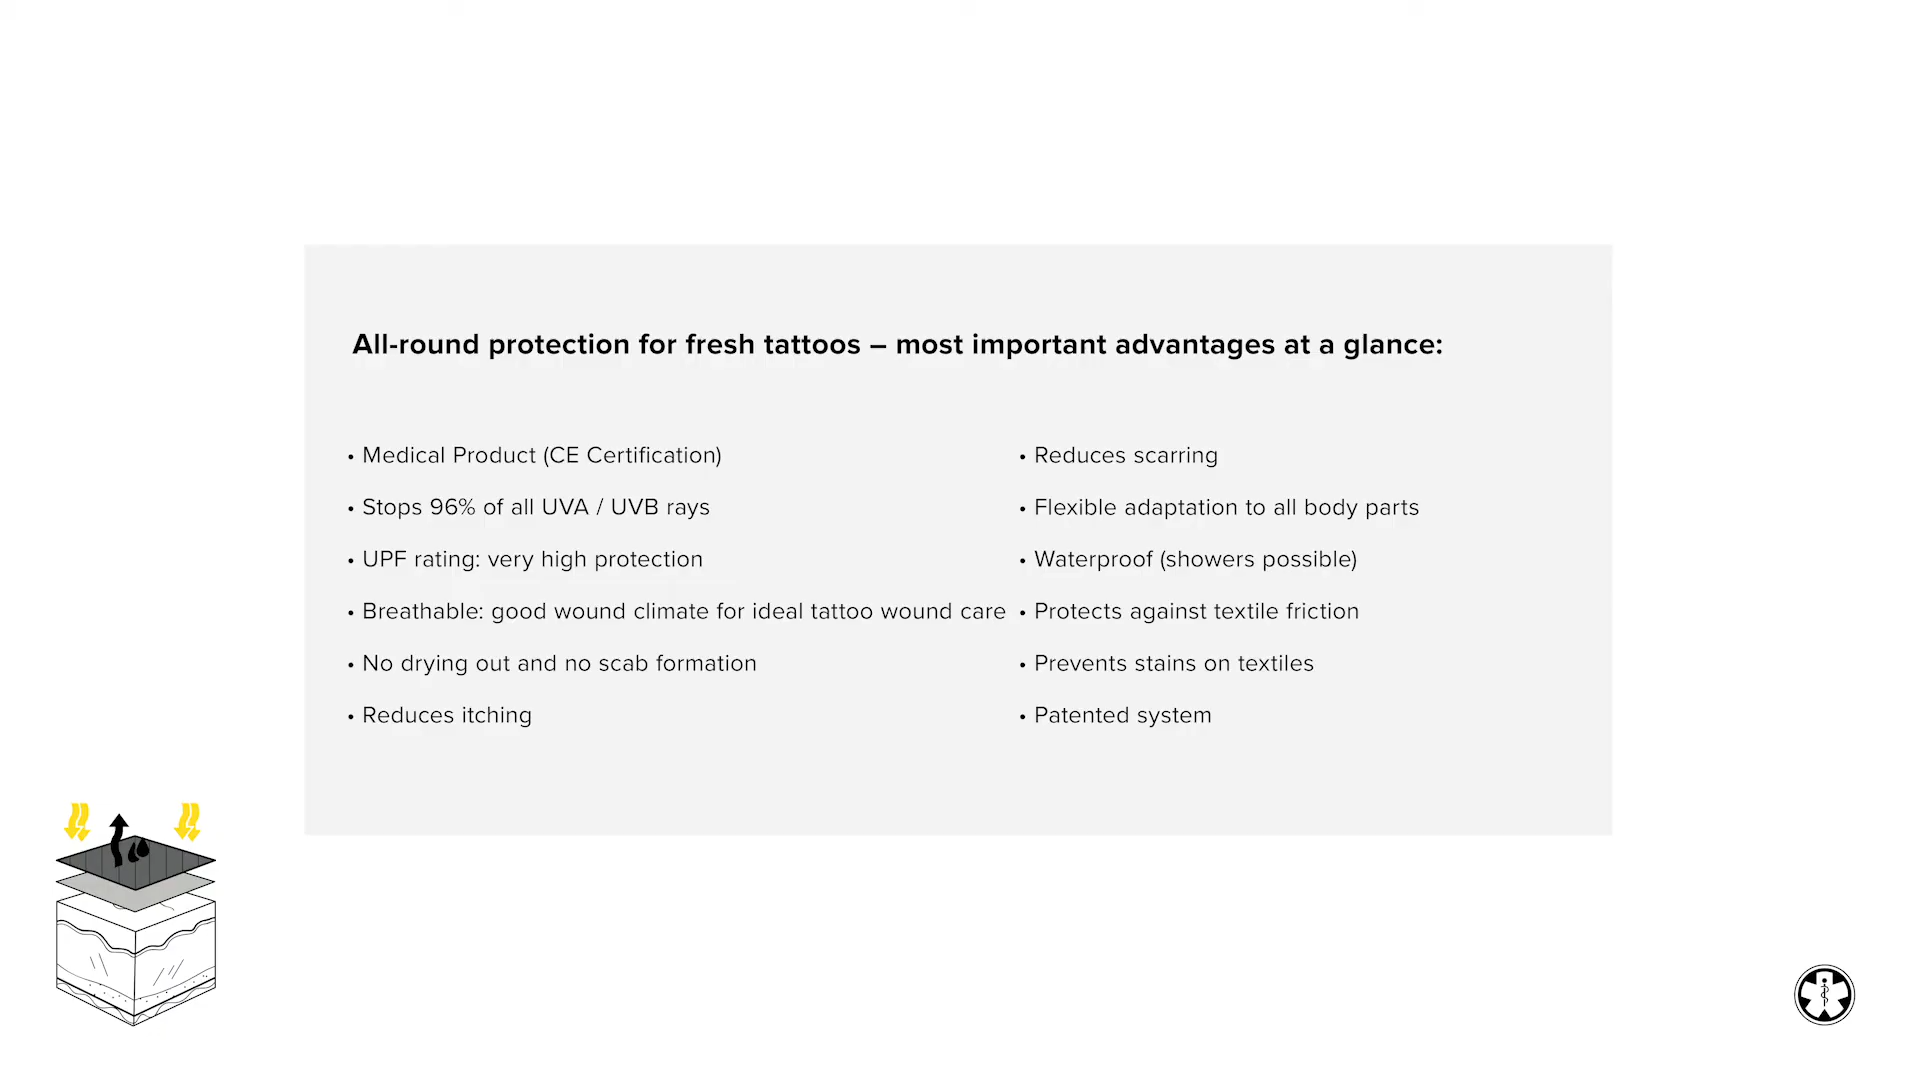 All-round protection for fresh tattoos – most important advantages at a glance:
• Medical Product (CE Certification)
• Stops 96% of all UVA / UVB rays
• UPF rating: very high protection
• Breathable: good wound climate for ideal tattoo wound care
• No drying out and no scab formation
• Reduces itching
• Reduces scarring
• Flexible adaptation to all body parts
• Waterproof (showers possible)
• Protects against textile friction
• Prevents stains on textiles
• Patented system